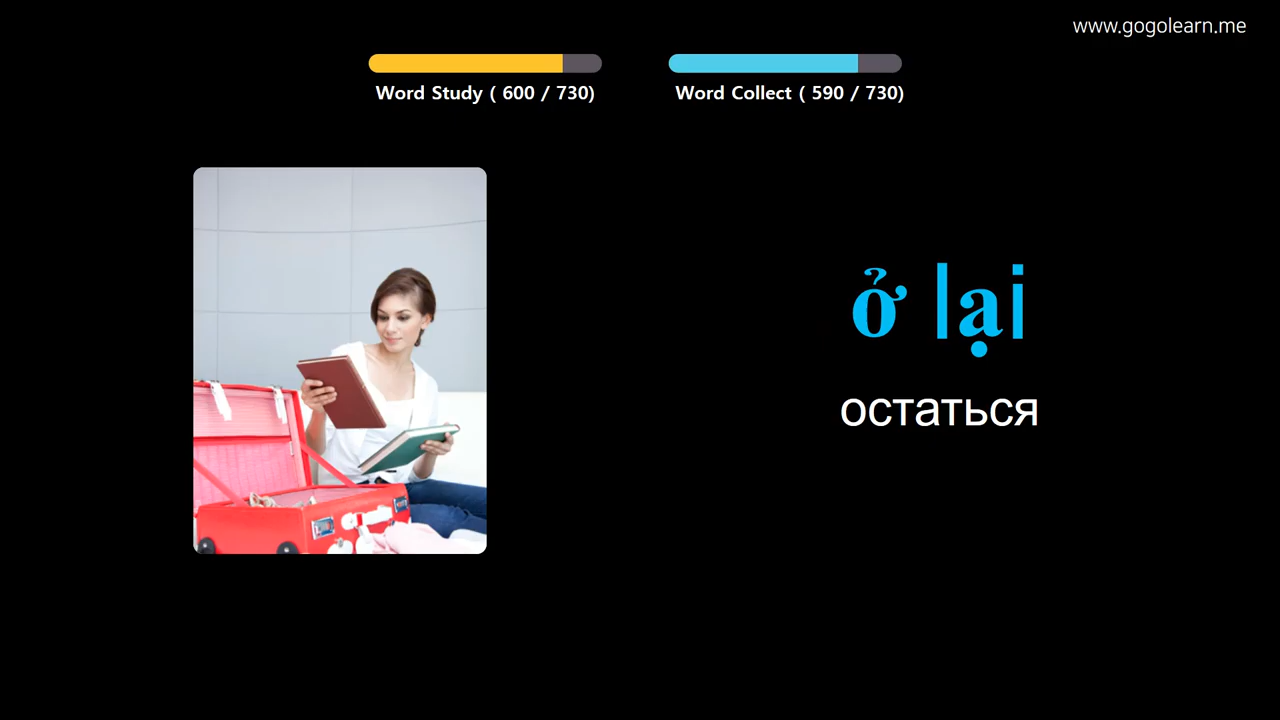 www.gogolearn.me
Word Study ( 600 / 730)
Word Collect ( 590 / 730)
ở lại
остаться